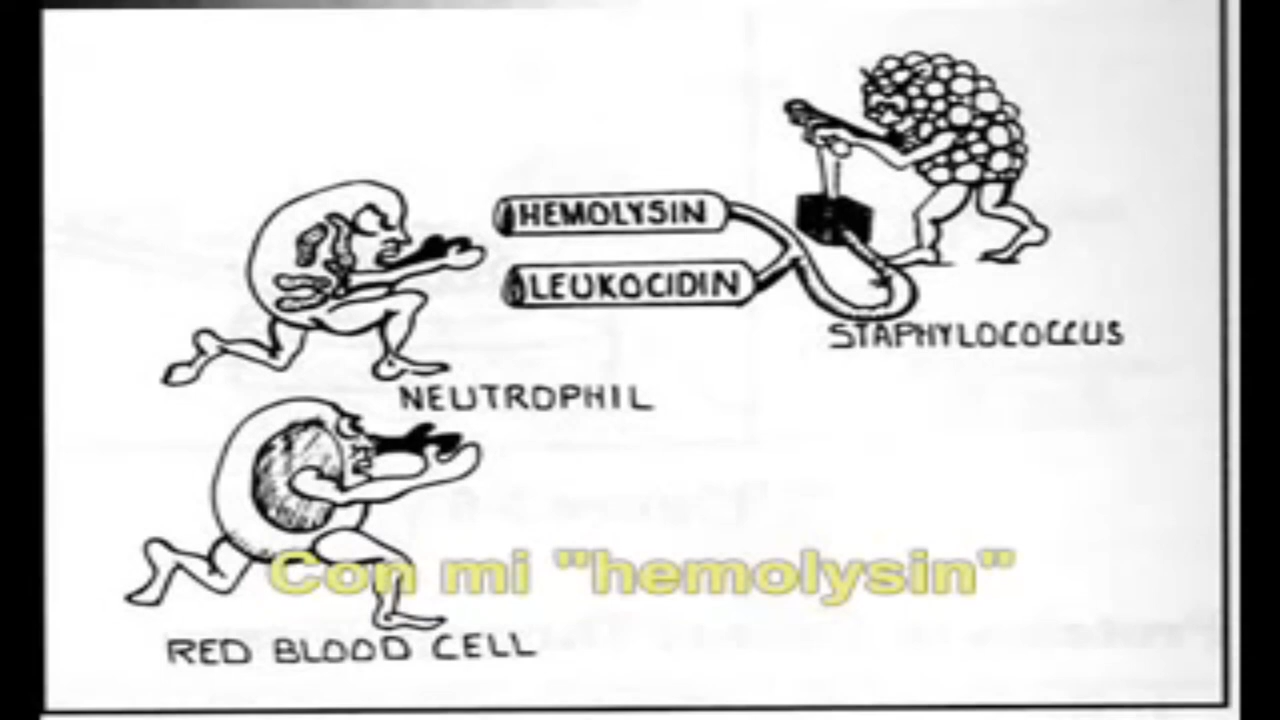 HEMOLYSIN
LEUKOCIDIN
STAPHYLOCOCCUS
NEUTROPHIL
Con mi "hemolysin"
RED BLOOD CELL